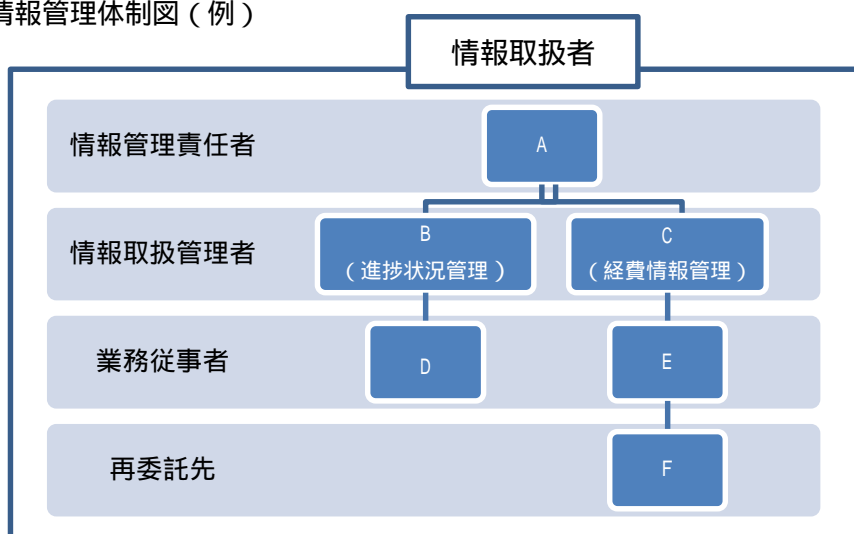 情報管理体制図(例)
情報取扱者
情報管理責任者
A
情報取扱管理者
B
(進捗状況管理)
C
(経費情報管理)
業務従事者
D
E
再委託先
F